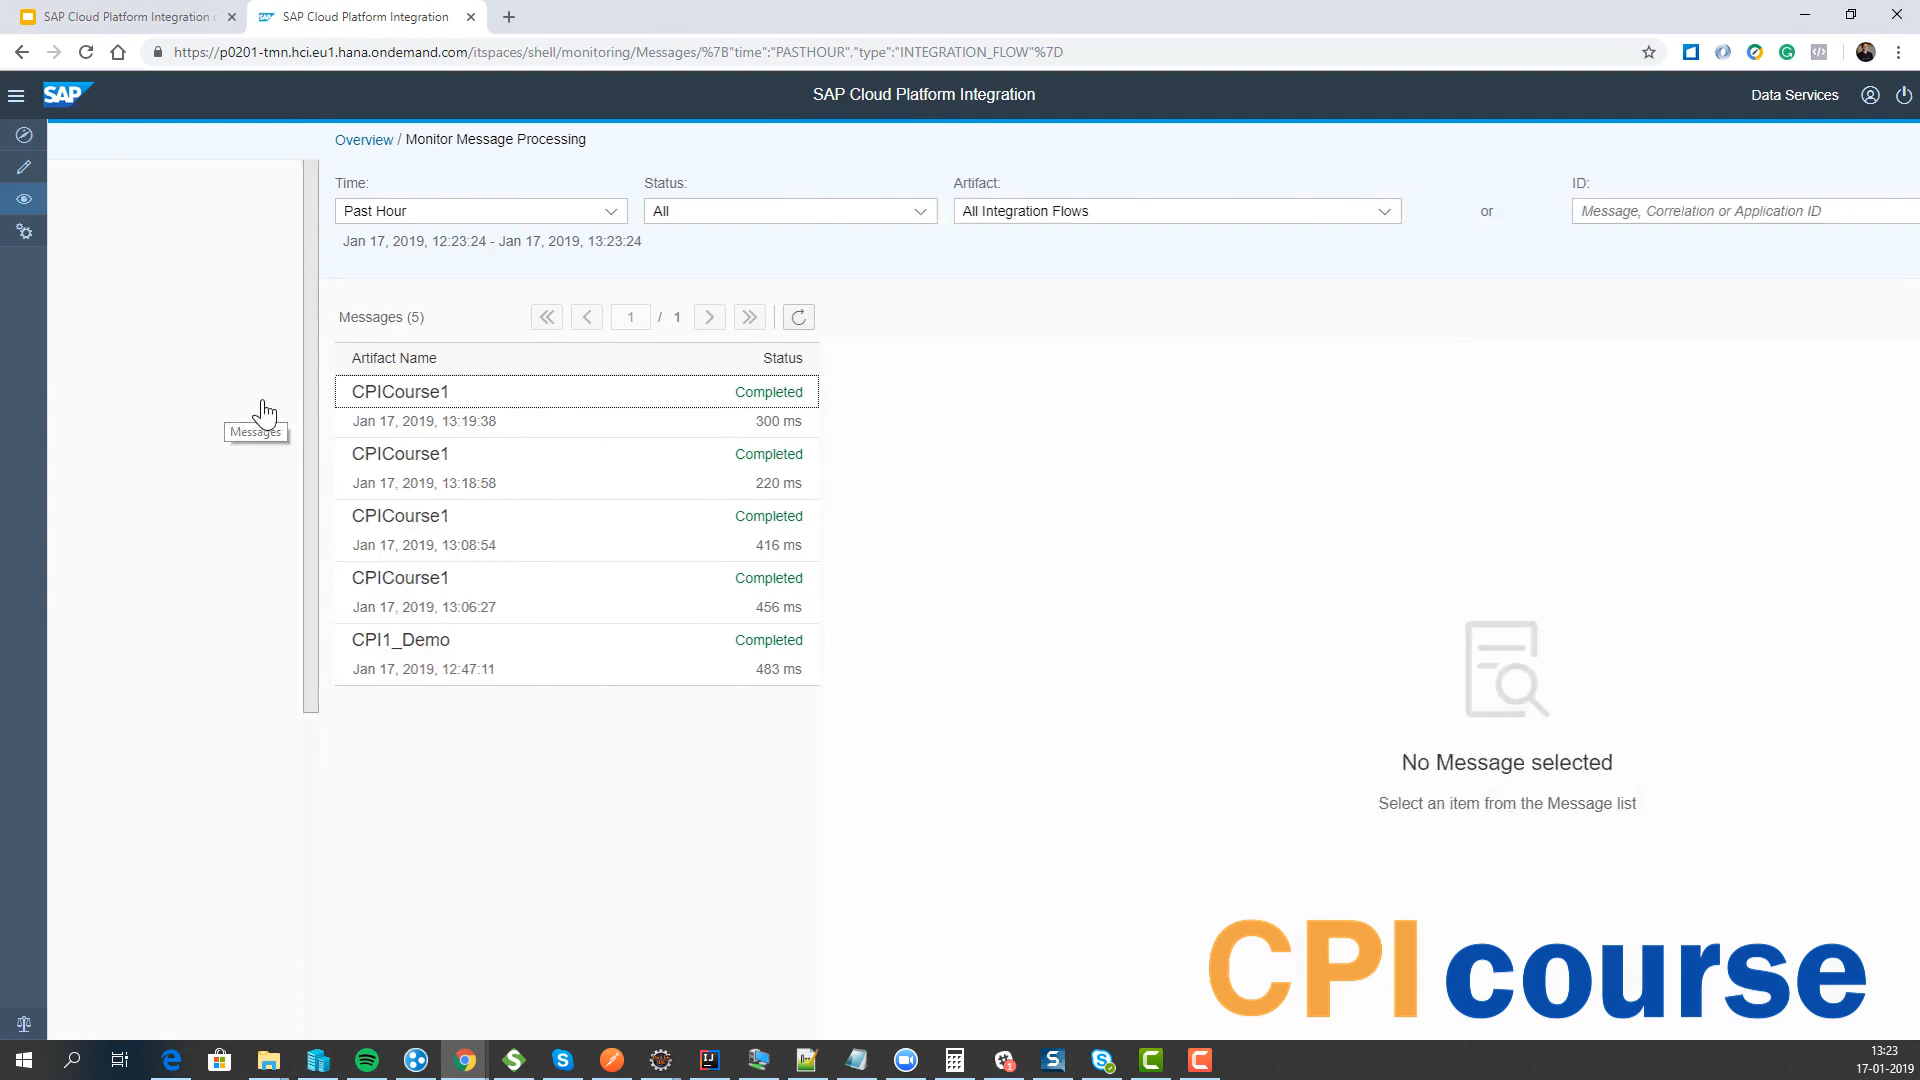 SAP Cloud Platform Integration
SAP Cloud Platform Integration
https://p0201-tmn.hci.eu1.hana.ondemand.com/itspaces/shell/monitoring/Messages/%7B"time":"PASTHOUR","type":"INTEGRATION_FLOW"%7D
SAP
SAP Cloud Platform Integration
Data Services
Overview / Monitor Message Processing
Time:
Status:
Artifact:
ID:
Past Hour
All
All Integration Flows
or
Message, Correlation or Application ID
Jan 17, 2019, 12:23:24 - Jan 17, 2019, 13:23:24
Messages (5)
1 / 1
Artifact Name
Status
CPICourse1
Completed
Jan 17, 2019, 13:19:38
300 ms
Messages
CPICourse1
Completed
Jan 17, 2019, 13:18:58
220 ms
CPICourse1
Completed
Jan 17, 2019, 13:08:54
416 ms
CPICourse1
Completed
Jan 17, 2019, 13:06:27
456 ms
CPI1_Demo
Completed
Jan 17, 2019, 12:47:11
483 ms
No Message selected
Select an item from the Message list
CPI course
13:23
17-01-2019